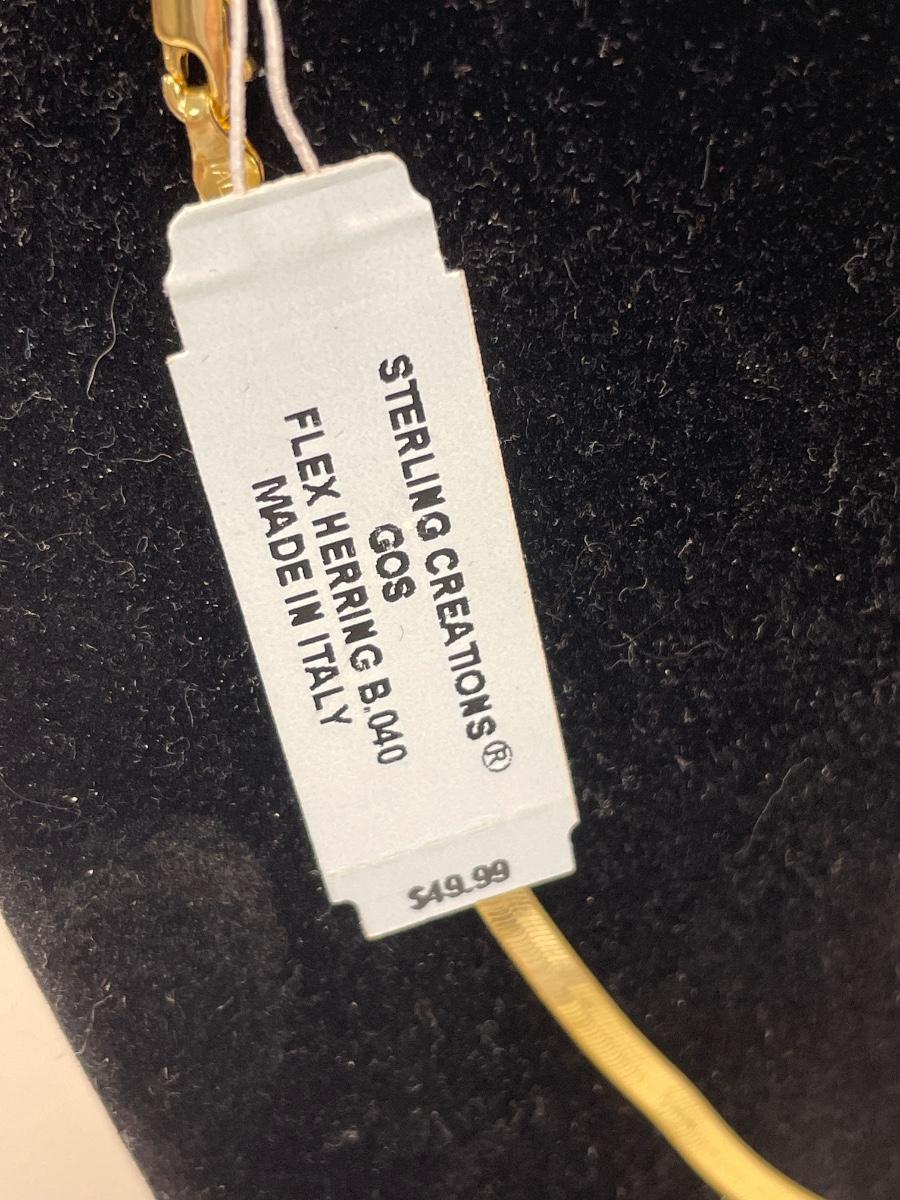 STERLING CREATIONS®
GOS
FLEX HERRING B.040
MADE IN ITALY
$49.99